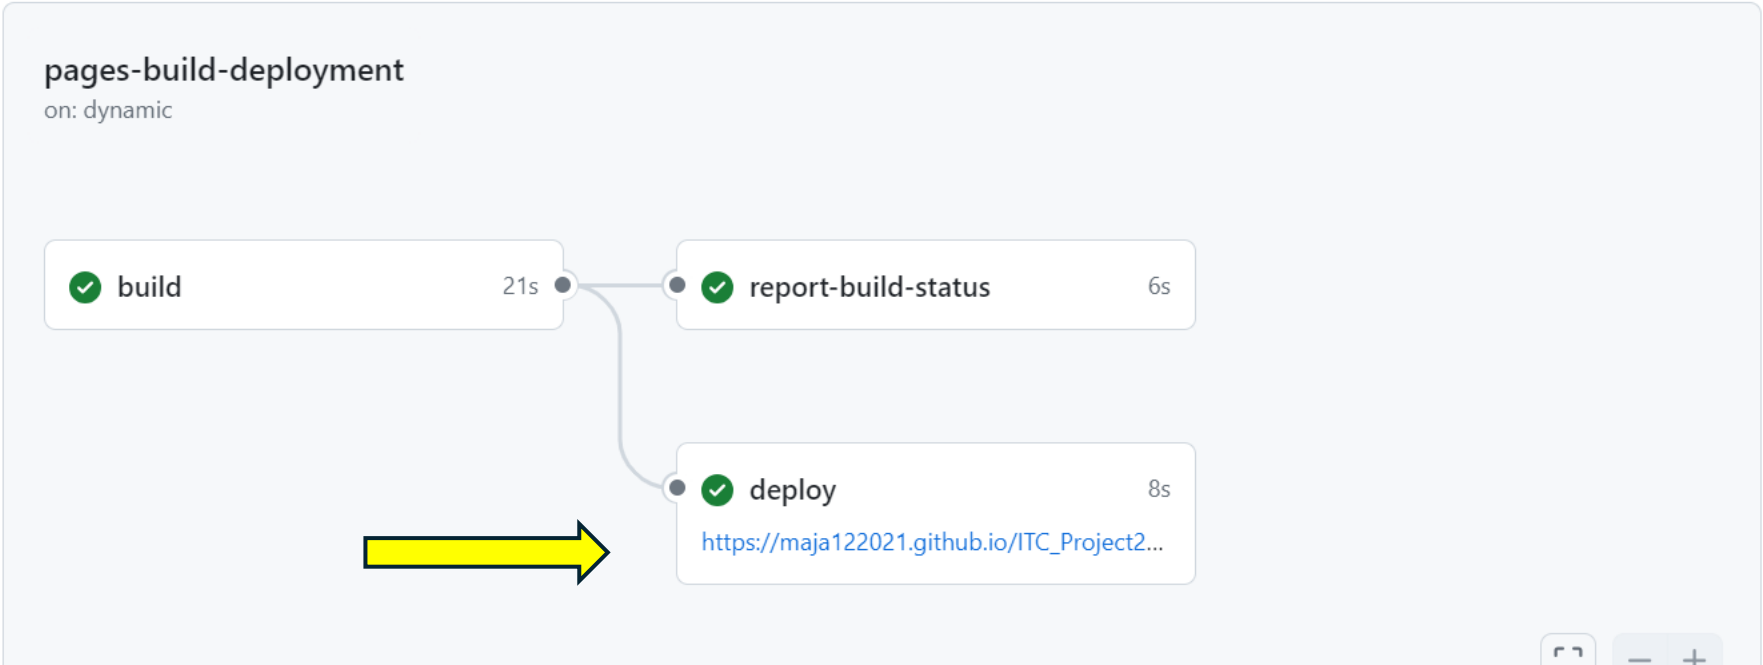 pages-build-deployment
on: dynamic
build 21s
report-build-status 6s
deploy 8s
https://maja122021.github.io/ITC_Project2...